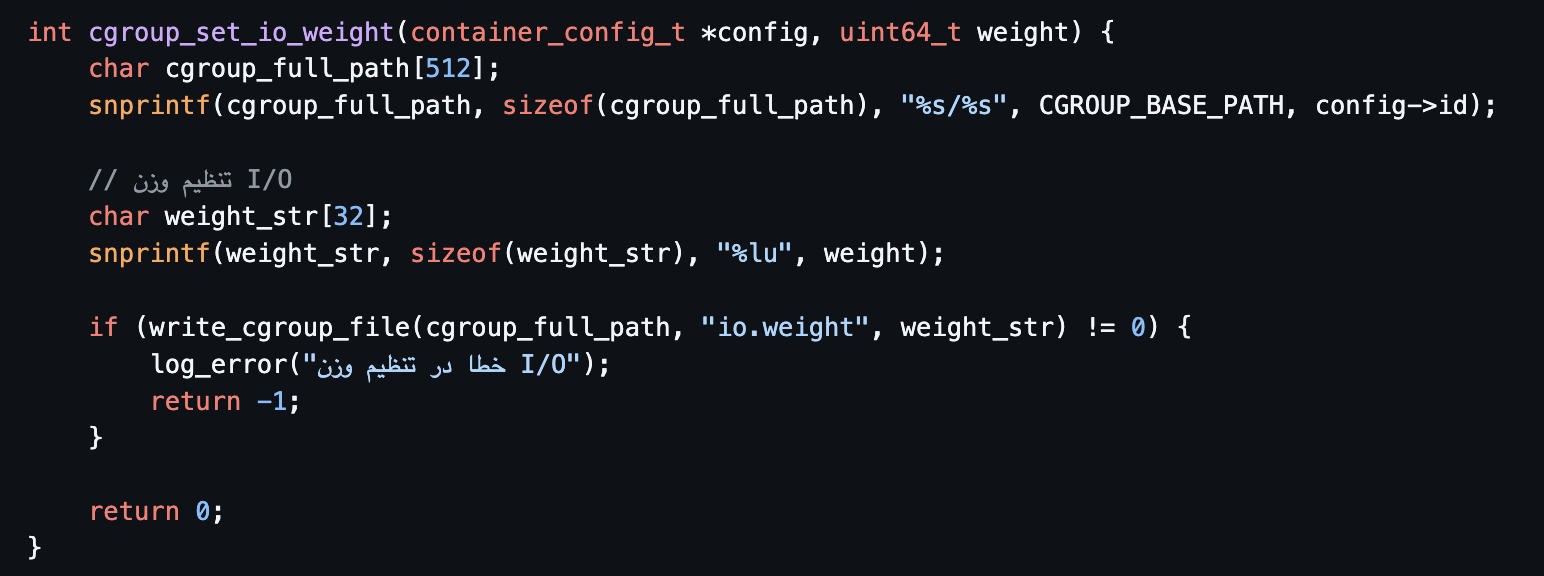 int cgroup_set_io_weight(container_config_t *config, uint64_t weight) {
    char cgroup_full_path[512];
    snprintf(cgroup_full_path, sizeof(cgroup_full_path), "%s/%s", CGROUP_BASE_PATH, config->id);

    // تنظیم وزن I/O
    char weight_str[32];
    snprintf(weight_str, sizeof(weight_str), "%lu", weight);

    if (write_cgroup_file(cgroup_full_path, "io.weight", weight_str) != 0) {
        log_error("خطا در تنظیم وزن I/O");
        return -1;
    }

    return 0;
}